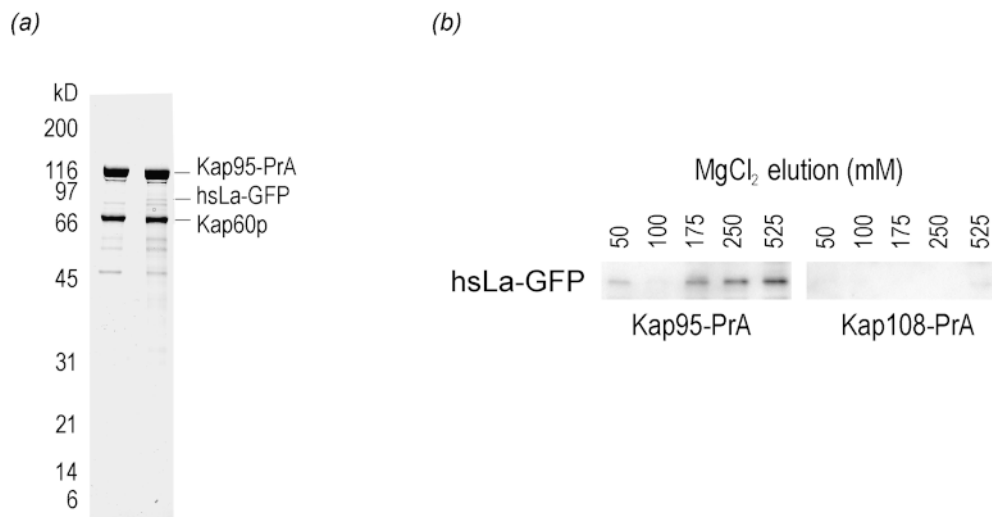 (a)
kD
200
116
97
66
45
31
21
14
6
Kap95-PrA
hsLa-GFP
Kap60p
(b)
MgCl₂ elution (mM)
50 100 175 250 525 50 100 175 250 525
hsLa-GFP
Kap95-PrA Kap108-PrA